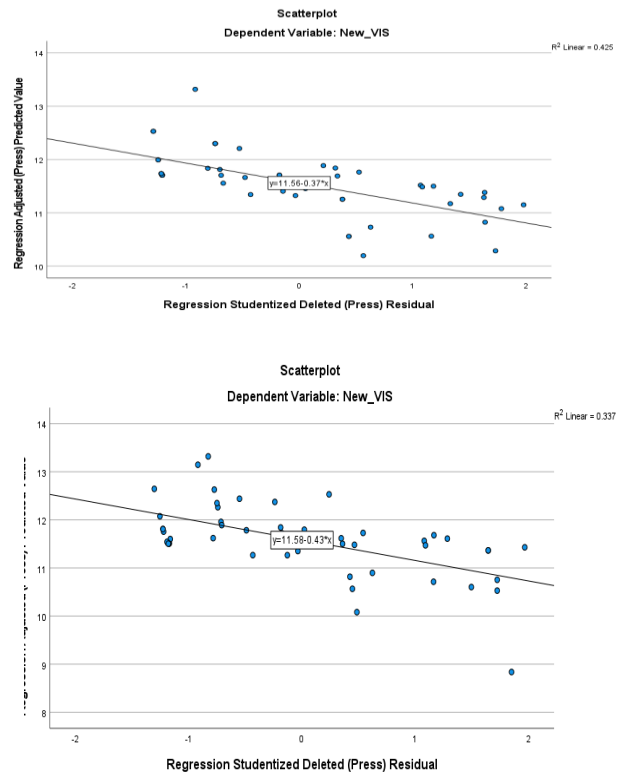 Scatterplot
Dependent Variable: New_VIS
R2 Linear = 0.425
Regression Adjusted (Press) Predicted Value
14
13
12
11
10
y=11.56-0.37*x
-2
-1
0
1
2
Regression Studentized Deleted (Press) Residual
Scatterplot
Dependent Variable: New_VIS
R2 Linear = 0.337
14
13
12
11
10
9
8
y=11.58-0.43*x
-2
-1
0
1
2
Regression Studentized Deleted (Press) Residual